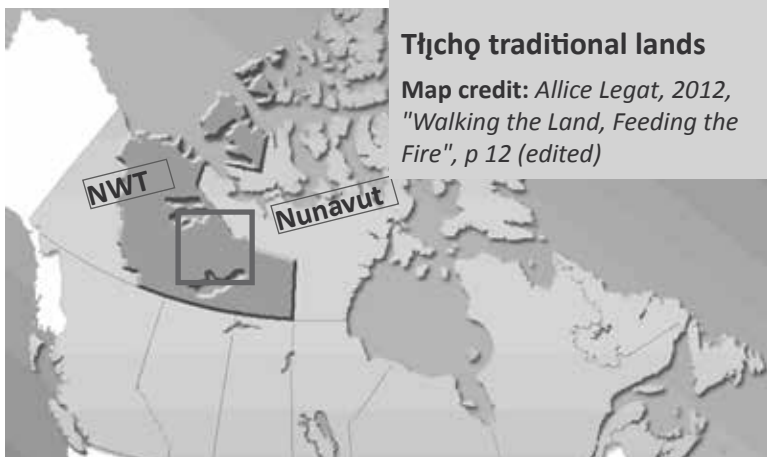 Tłı̨chǫ traditional lands
Map credit: Allice Legat, 2012,
"Walking the Land, Feeding the
Fire", p 12 (edited)
NWT
Nunavut